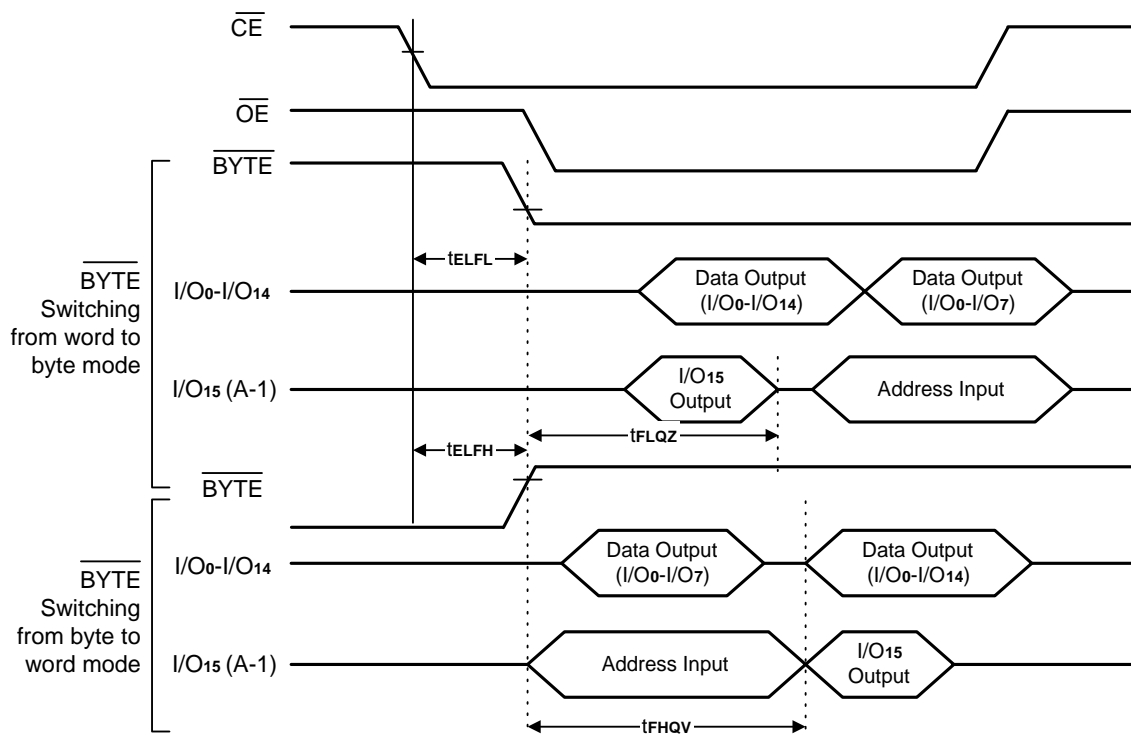 CE
OE
BYTE
tELFL
BYTE
Switching
from word to
byte mode
I/O0-I/O14
Data Output
(I/O0-I/O14)
Data Output
(I/O0-I/O7)
I/O15 (A-1)
I/O15
Output
Address Input
tELFH
tFLQZ
BYTE
BYTE
Switching
from byte to
word mode
I/O0-I/O14
Data Output
(I/O0-I/O7)
Data Output
(I/O0-I/O14)
I/O15 (A-1)
Address Input
I/O15
Output
tFHQV